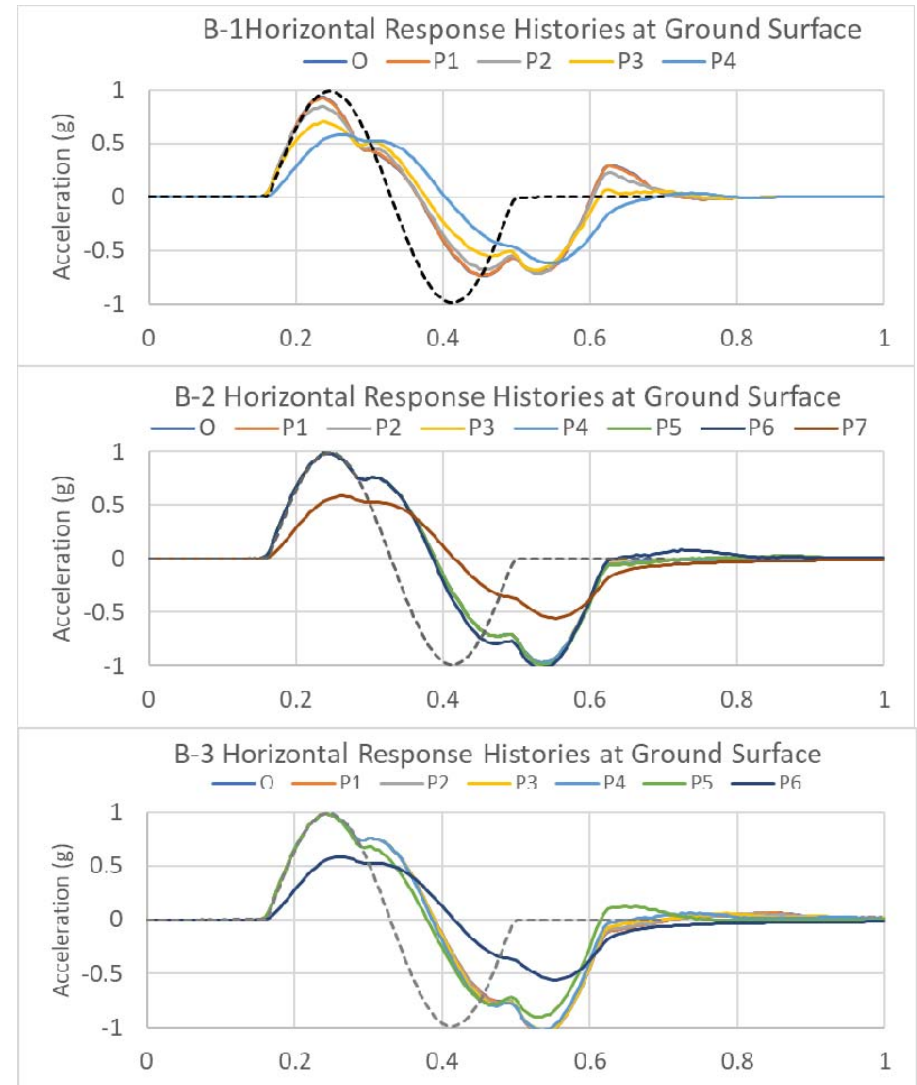 B-1Horizontal Response Histories at Ground Surface
O P1 P2 P3 P4
1
0.5
0
-0.5
-1
Acceleration (g)
0 0.2 0.4 0.6 0.8 1
B-2 Horizontal Response Histories at Ground Surface
O P1 P2 P3 P4 P5 P6 P7
1
0.5
0
-0.5
-1
Acceleration (g)
0 0.2 0.4 0.6 0.8 1
B-3 Horizontal Response Histories at Ground Surface
O P1 P2 P3 P4 P5 P6
1
0.5
0
-0.5
-1
Acceleration (g)
0 0.2 0.4 0.6 0.8 1